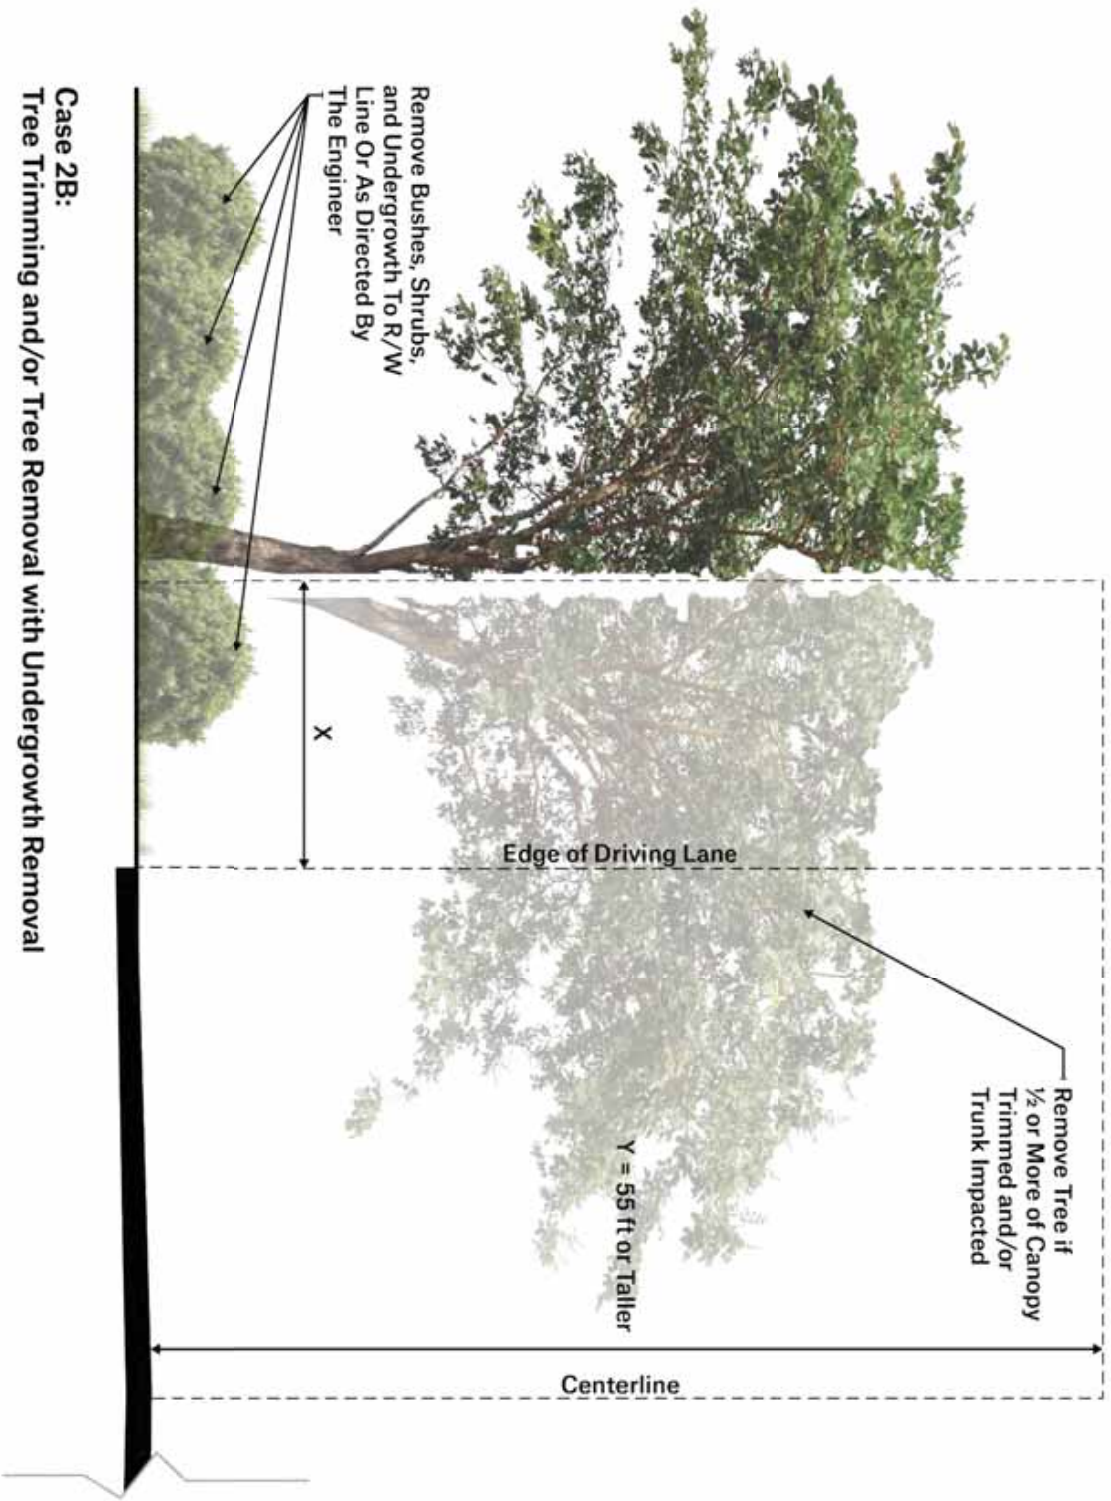 Remove Tree if
½ or More of Canopy
Trimmed and/or
Trunk Impacted
Y = 55 ft or Taller
Centerline
Edge of Driving Lane
X
Remove Bushes, Shrubs,
and Undergrowth To R/W
Line Or As Directed By
The Engineer
Case 2B:
Tree Trimming and/or Tree Removal with Undergrowth Removal